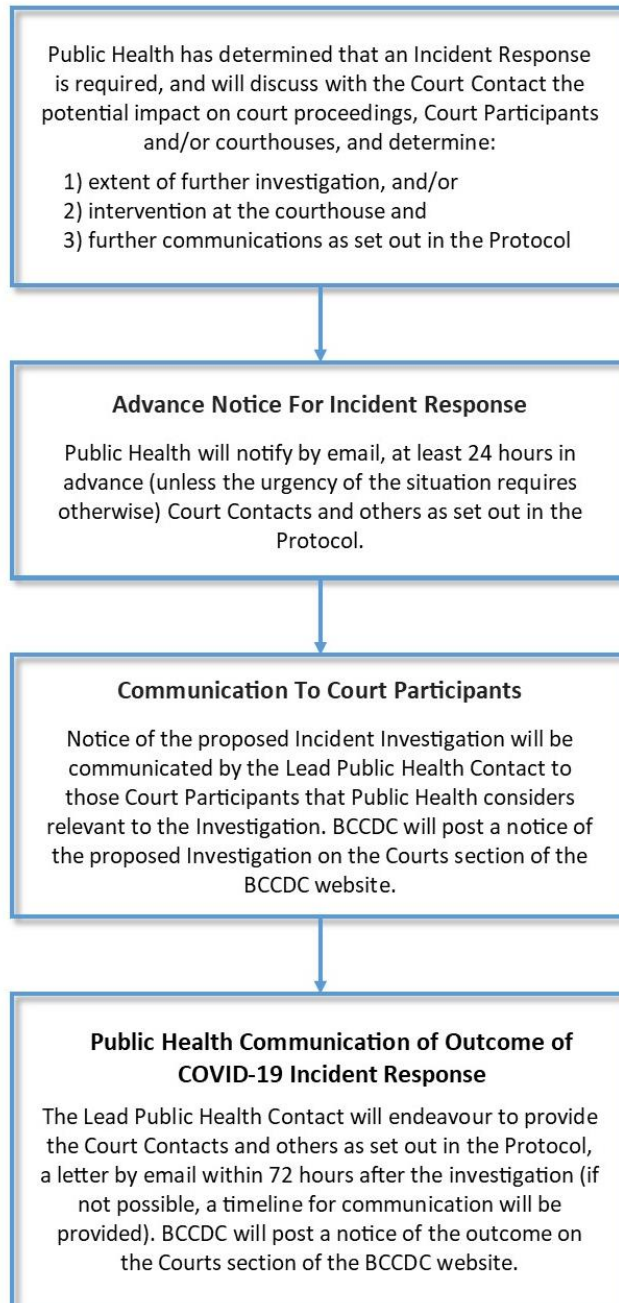 Public Health has determined that an Incident Response
is required, and will discuss with the Court Contact the
potential impact on court proceedings, Court Participants
and/or courthouses, and determine:
1) extent of further investigation, and/or
2) intervention at the courthouse and
3) further communications as set out in the Protocol
Advance Notice For Incident Response
Public Health will notify by email, at least 24 hours in
advance (unless the urgency of the situation requires
otherwise) Court Contacts and others as set out in the
Protocol.
Communication To Court Participants
Notice of the proposed Incident Investigation will be
communicated by the Lead Public Health Contact to
those Court Participants that Public Health considers
relevant to the Investigation. BCCDC will post a notice of
the proposed Investigation on the Courts section of the
BCCDC website.
Public Health Communication of Outcome of
COVID-19 Incident Response
The Lead Public Health Contact will endeavour to provide
the Court Contacts and others as set out in the Protocol,
a letter by email within 72 hours after the investigation (if
not possible, a timeline for communication will be
provided). BCCDC will post a notice of the outcome on
the Courts section of the BCCDC website.